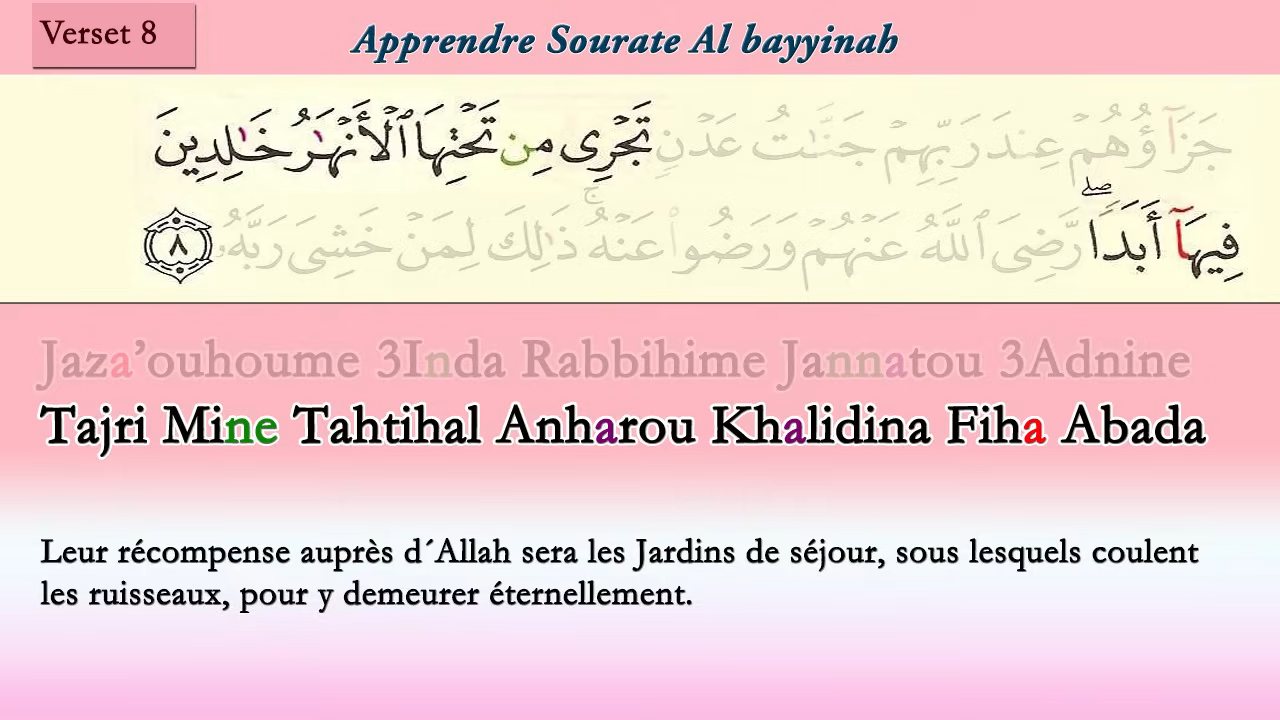 Verset 8
Apprendre Sourate Al bayyinah
جَزَآؤُهُمْ عِندَ رَبِّهِمْ جَنَّـٰتُ عَدْنٍ تَجْرِى مِن تَحْتِهَا ٱلْأَنْهَـٰرُ خَـٰلِدِينَ
فِيهَآ أَبَدًا ۖ رَّضِىَ ٱللَّهُ عَنْهُمْ وَرَضُوا۟ عَنْهُ ۚ ذَٰلِكَ لِمَنْ خَشِىَ رَبَّهُۥ ٨
Jaza’ouhoume 3Inda Rabbihime Jannatou 3Adnine
Tajri Mine Tahtihal Anharou Khalidina Fiha Abada
Leur récompense auprès d´Allah sera les Jardins de séjour, sous lesquels coulent
les ruisseaux, pour y demeurer éternellement.